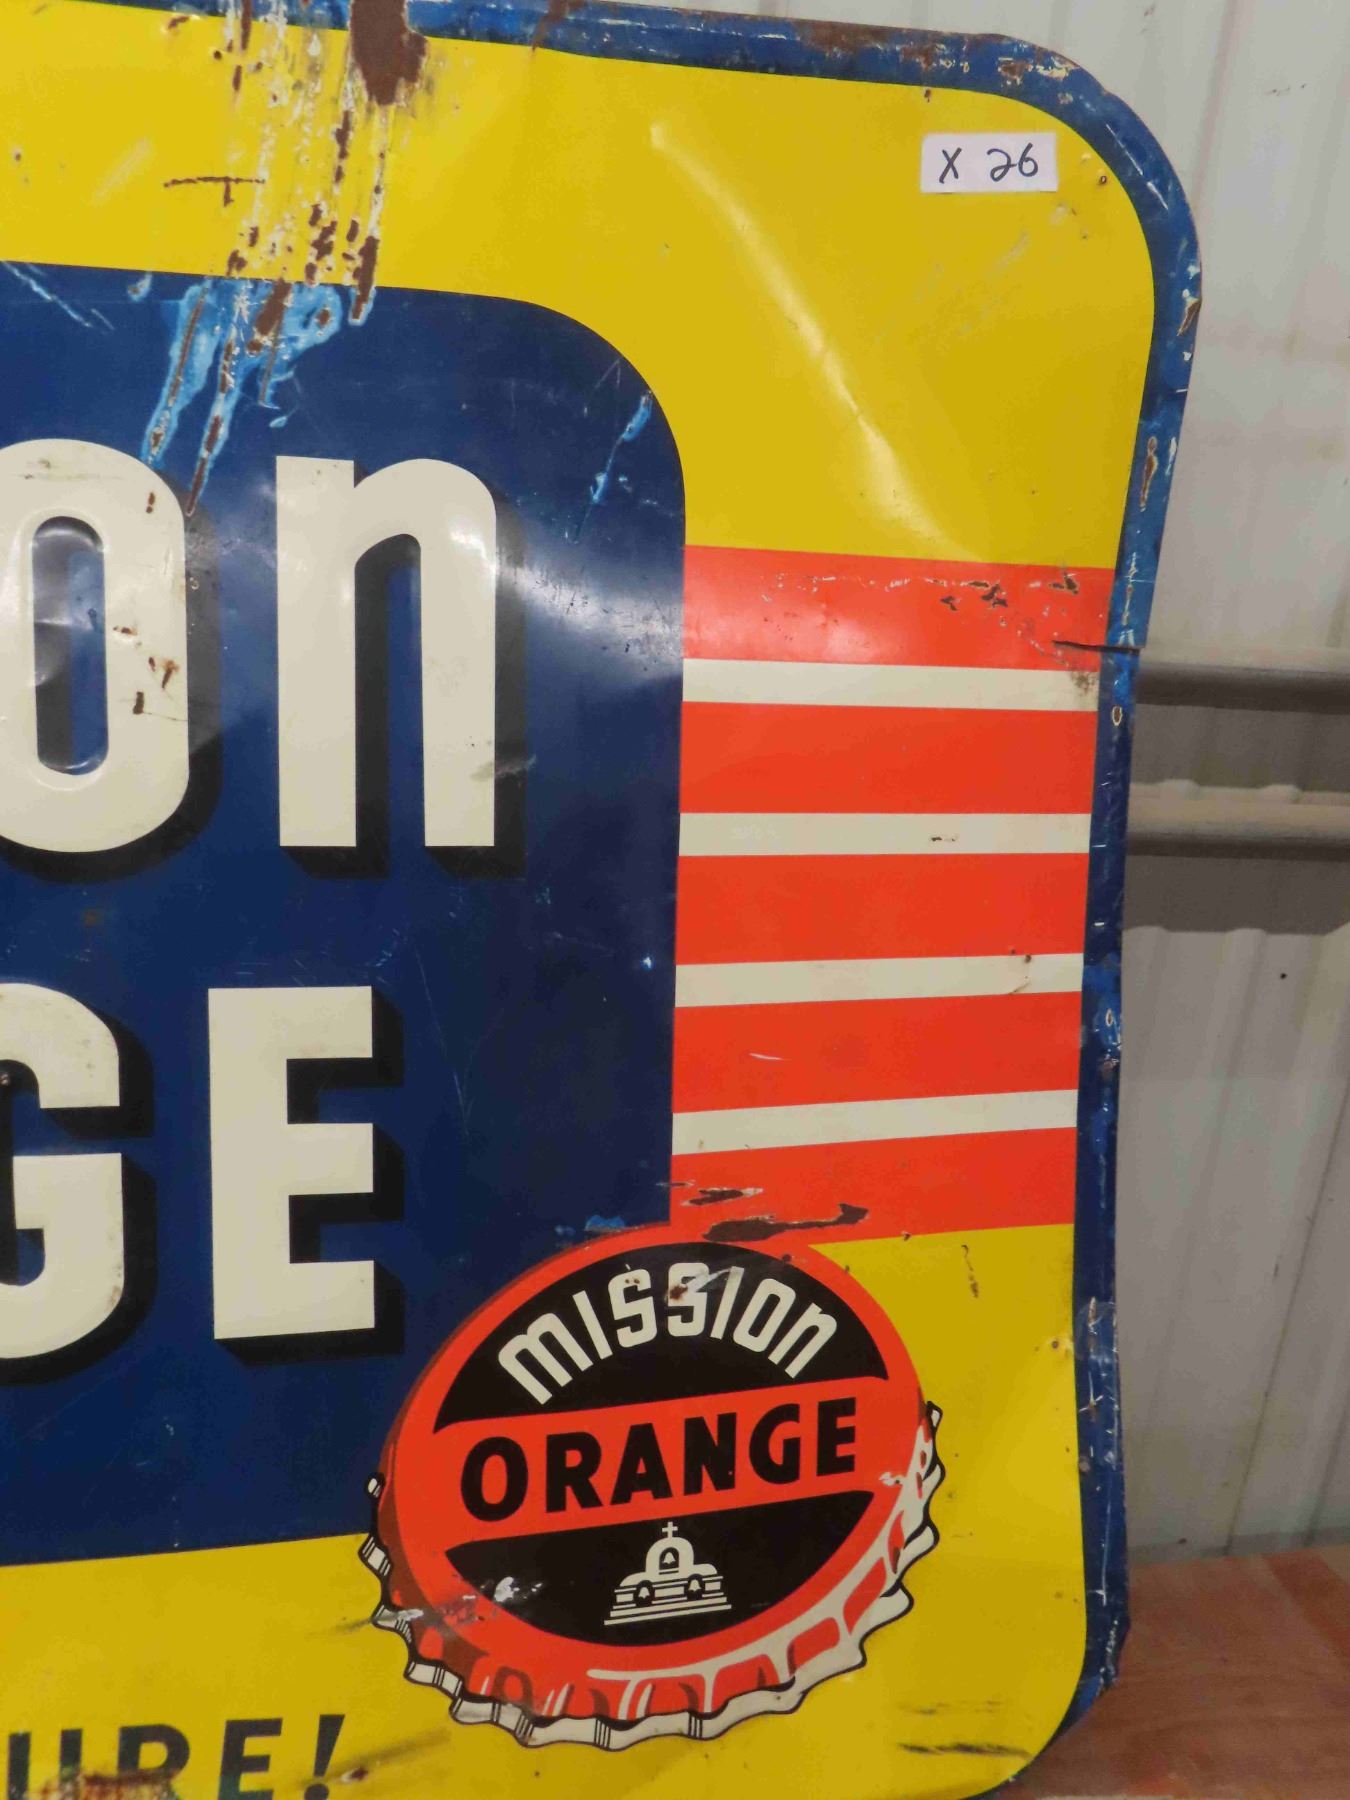 X 26
on
GE
mission
ORANGE
URE!